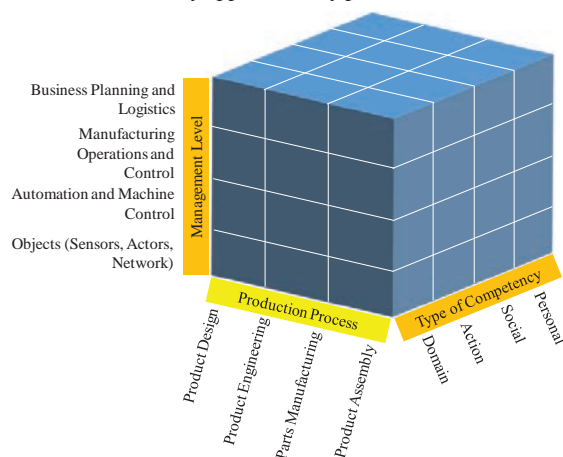 Business Planning and
Logistics
Manufacturing
Operations and
Control
Automation and Machine
Control
Objects (Sensors, Actors,
Network)
Management Level
Production Process
Product Design
Product Engineering
Parts Manufacturing
Product Assembly
Type of Competency
Domain
Action
Social
Personal